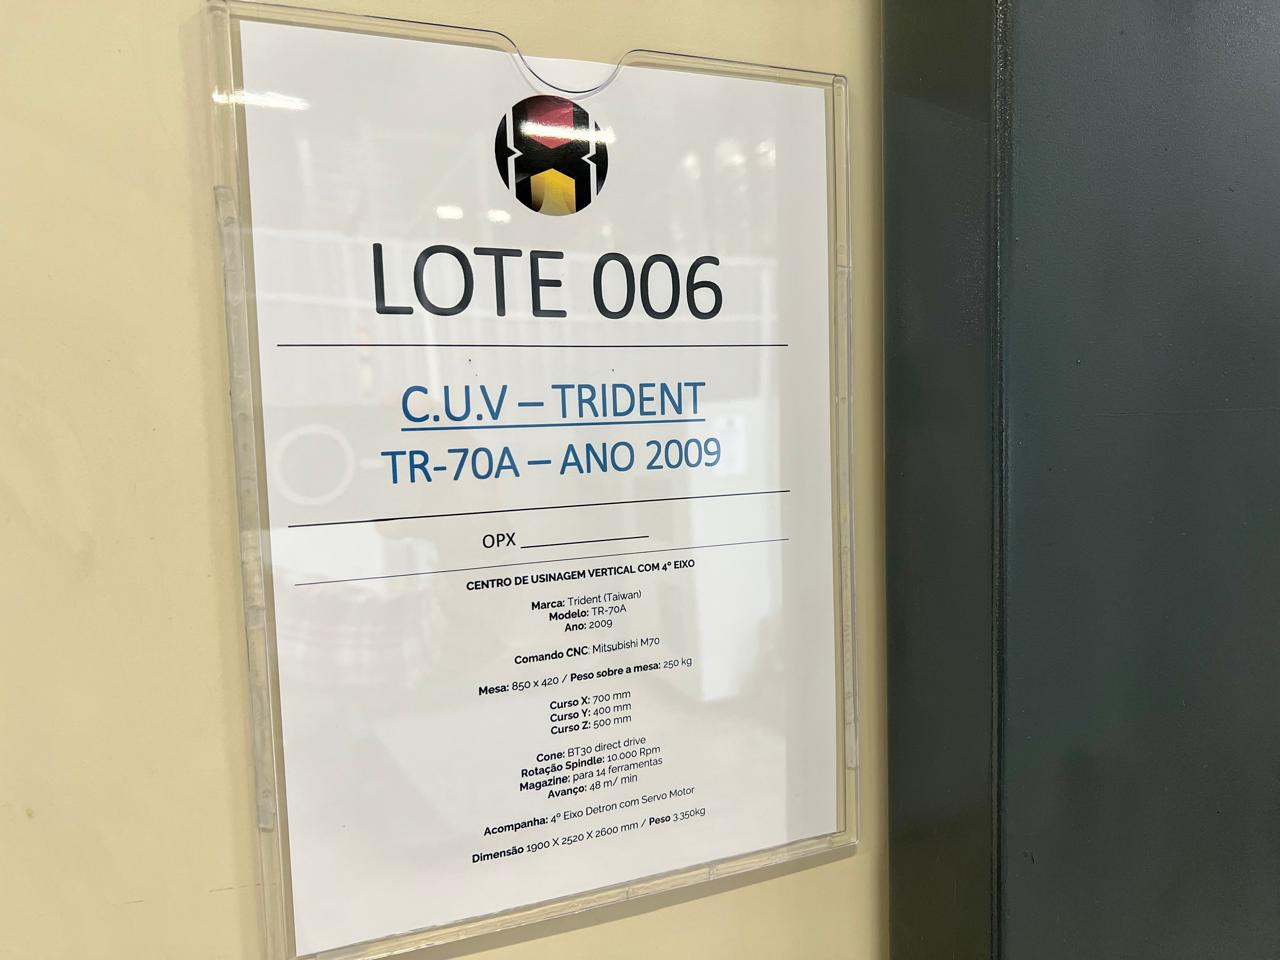 LOTE 006
C.U.V – TRIDENT
TR-70A – ANO 2009
OPX ____________
CENTRO DE USINAGEM VERTICAL COM 4º EIXO
Marca: Trident (Taiwan)
Modelo: TR-70A
Ano: 2009
Comando CNC: Mitsubishi M70
Mesa: 850 x 420 / Peso sobre a mesa: 250 kg
Curso X: 700 mm
Curso Y: 400 mm
Curso Z: 500 mm
Cone: BT30 direct drive
Rotação Spindle: 10.000 Rpm
Magazine: para 14 ferramentas
Avanço: 48 m/ min
Acompanha: 4º Eixo Detron com Servo Motor
Dimensão 1900 X 2520 X 2600 mm / Peso 3.350kg